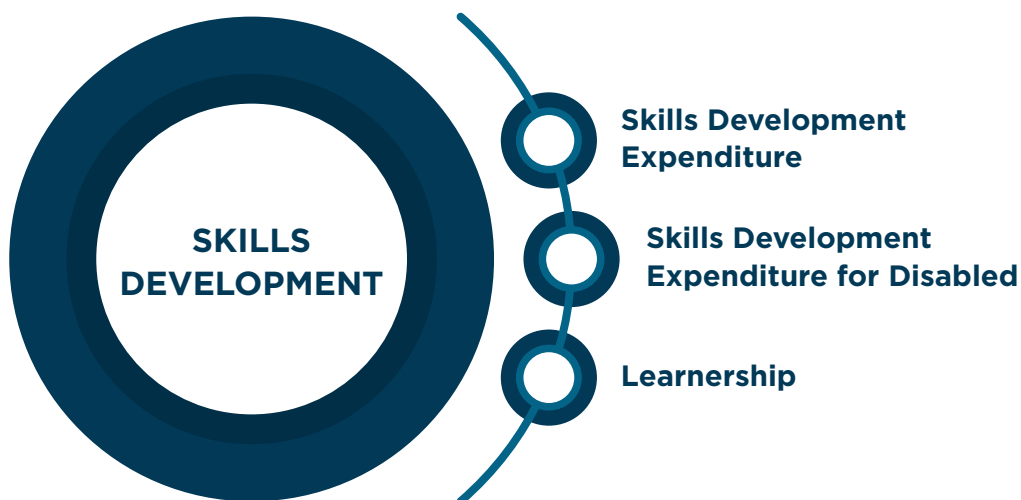 SKILLS
DEVELOPMENT
Skills Development
Expenditure
Skills Development
Expenditure for Disabled
Learnership